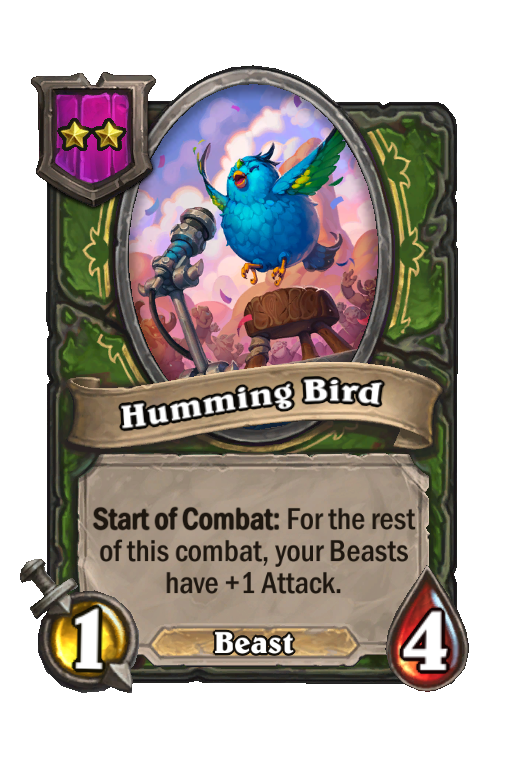 Humming Bird
Start of Combat: For the rest
of this combat, your Beasts
have +1 Attack.
1
Beast
4